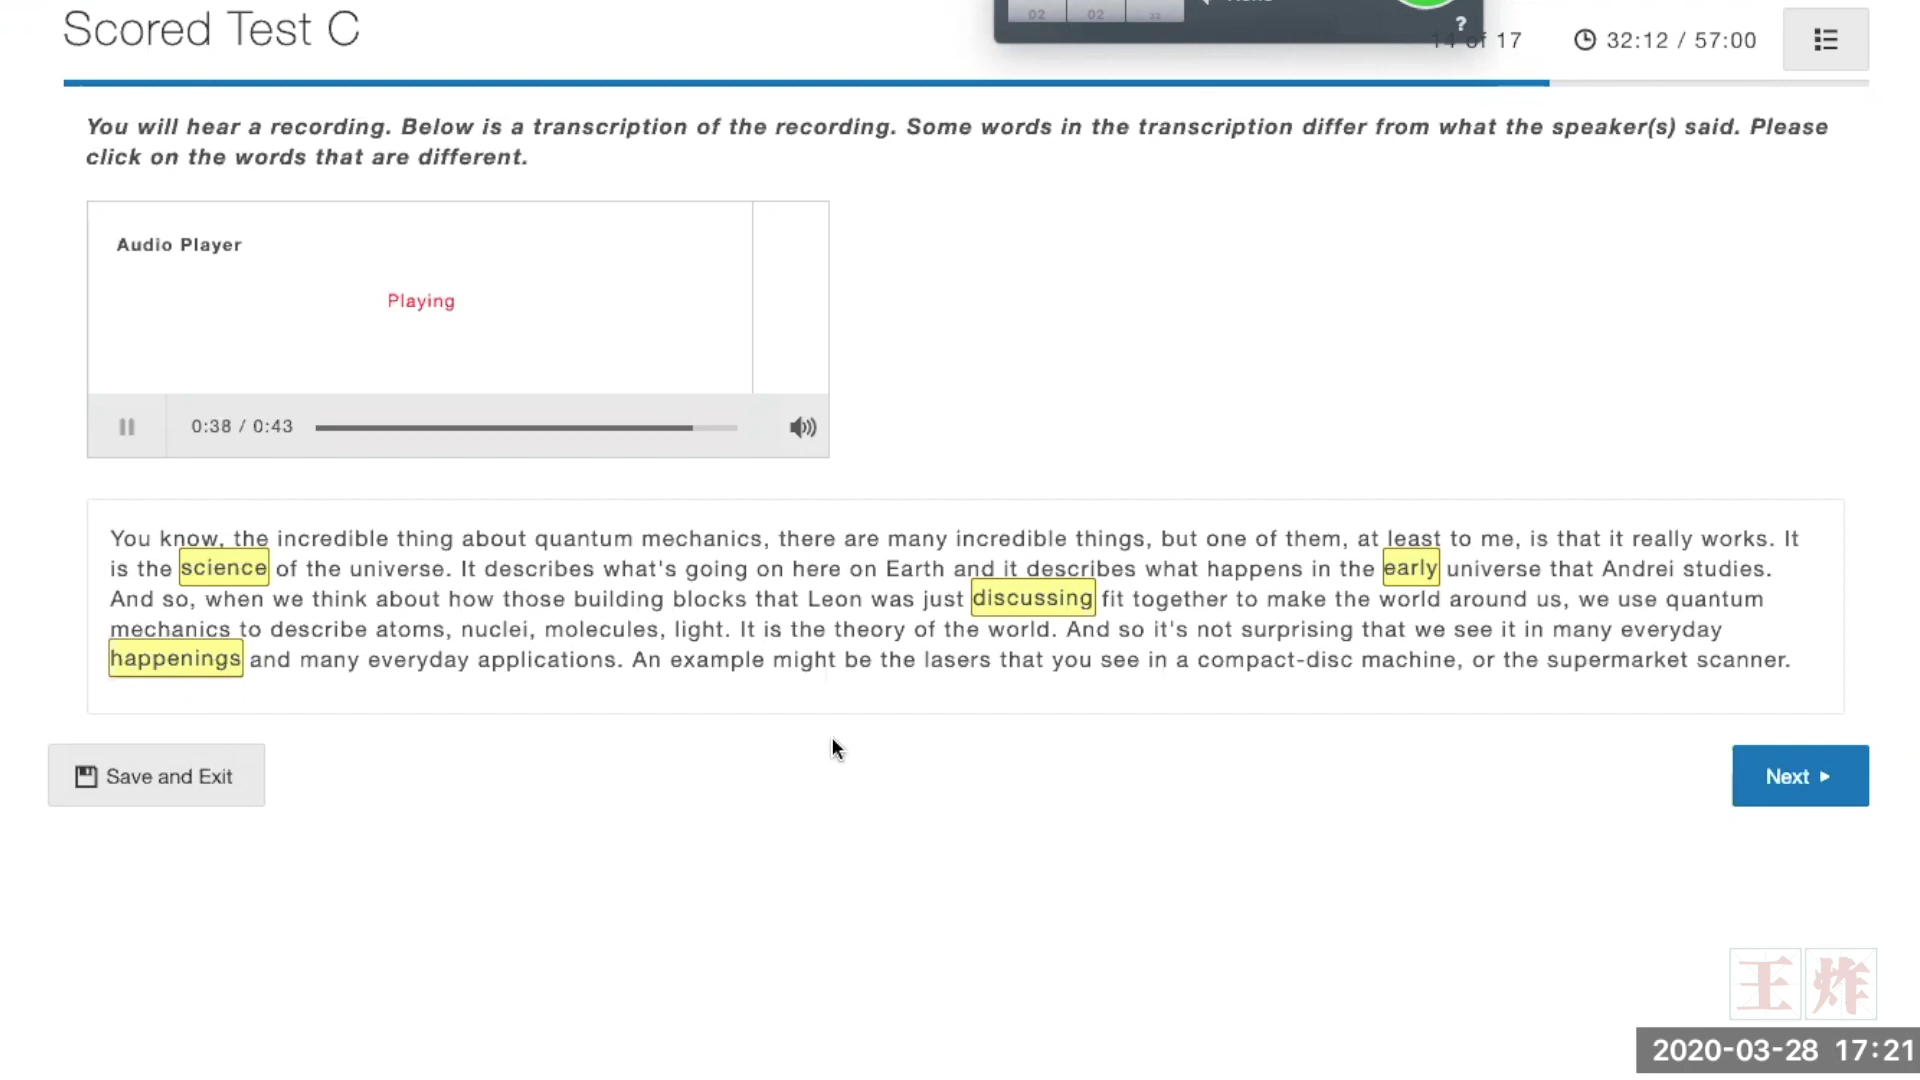 Scored Test C
02 02 22
?
14 of 17
32:12 / 57:00
You will hear a recording. Below is a transcription of the recording. Some words in the transcription differ from what the speaker(s) said. Please
click on the words that are different.
Audio Player
Playing
0:38 / 0:43
You know, the incredible thing about quantum mechanics, there are many incredible things, but one of them, at least to me, is that it really works. It
is the science of the universe. It describes what's going on here on Earth and it describes what happens in the early universe that Andrei studies.
And so, when we think about how those building blocks that Leon was just discussing fit together to make the world around us, we use quantum
mechanics to describe atoms, nuclei, molecules, light. It is the theory of the world. And so it's not surprising that we see it in many everyday
happenings and many everyday applications. An example might be the lasers that you see in a compact-disc machine, or the supermarket scanner.
Save and Exit
Next
王炸
2020-03-28 17:21